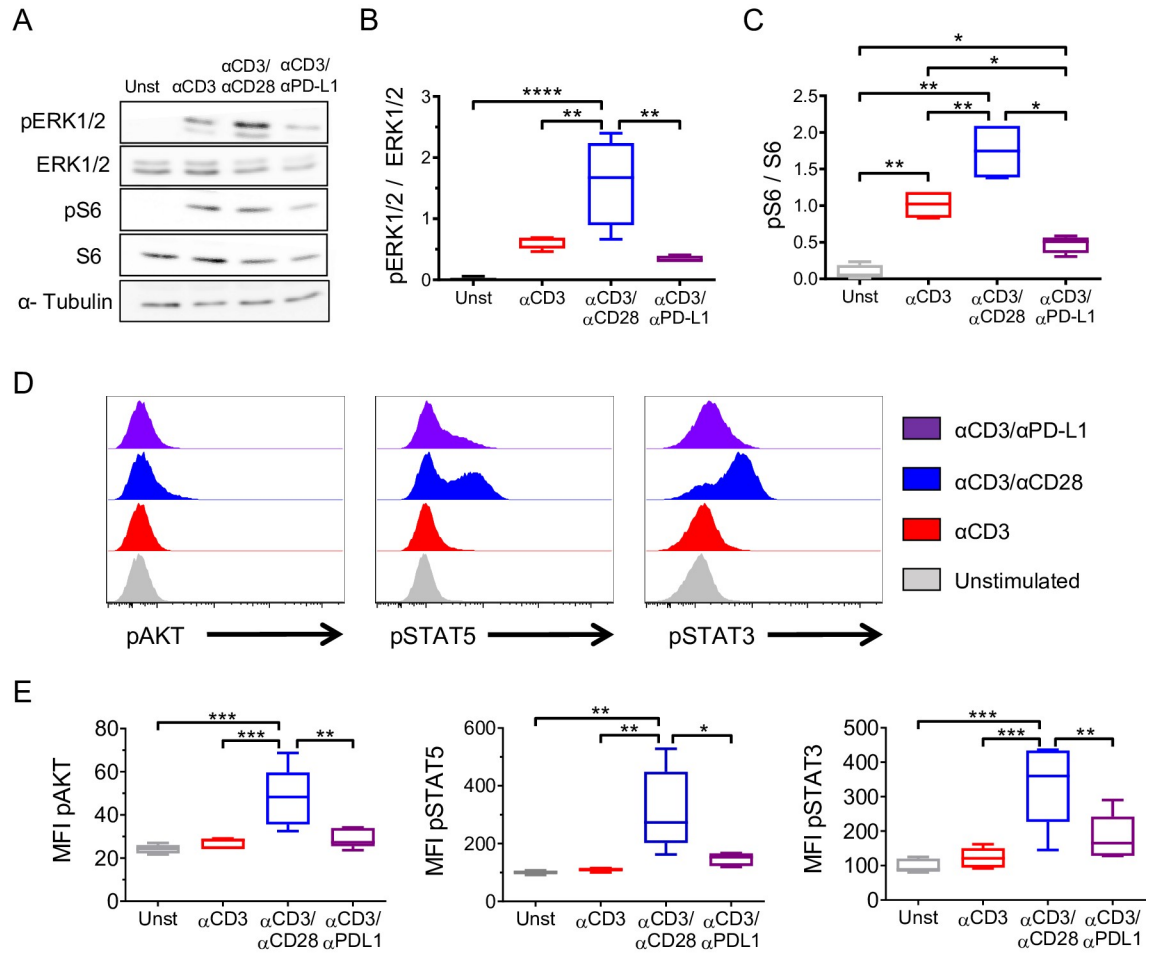 A
Unst αCD3 αCD3/ αCD28 αCD3/ αPD-L1
pERK1/2
ERK1/2
pS6
S6
α- Tubulin
B
**** 
** **
pERK1/2 / ERK1/2
3
2
1
0
Unst αCD3 αCD3/ αCD3/
αCD28 αPD-L1
C
*
*
**
** *
**
pS6 / S6
2.5
2.0
1.5
1.0
0.5
0.0
Unst αCD3 αCD3/ αCD3/
αCD28 αPD-L1
D
pAKT
pSTAT5
pSTAT3
αCD3/αPD-L1
αCD3/αCD28
αCD3
Unstimulated
E
***
*** **
MFI pAKT
80
60
40
20
0
Unst αCD3 αCD3/ αCD3/
αCD28 αPDL1
**
** *
MFI pSTAT5
600
400
200
0
Unst αCD3 αCD3/ αCD3/
αCD28 αPDL1
***
*** **
MFI pSTAT3
500
400
300
200
100
0
Unst αCD3 αCD3/ αCD3/
αCD28 αPDL1